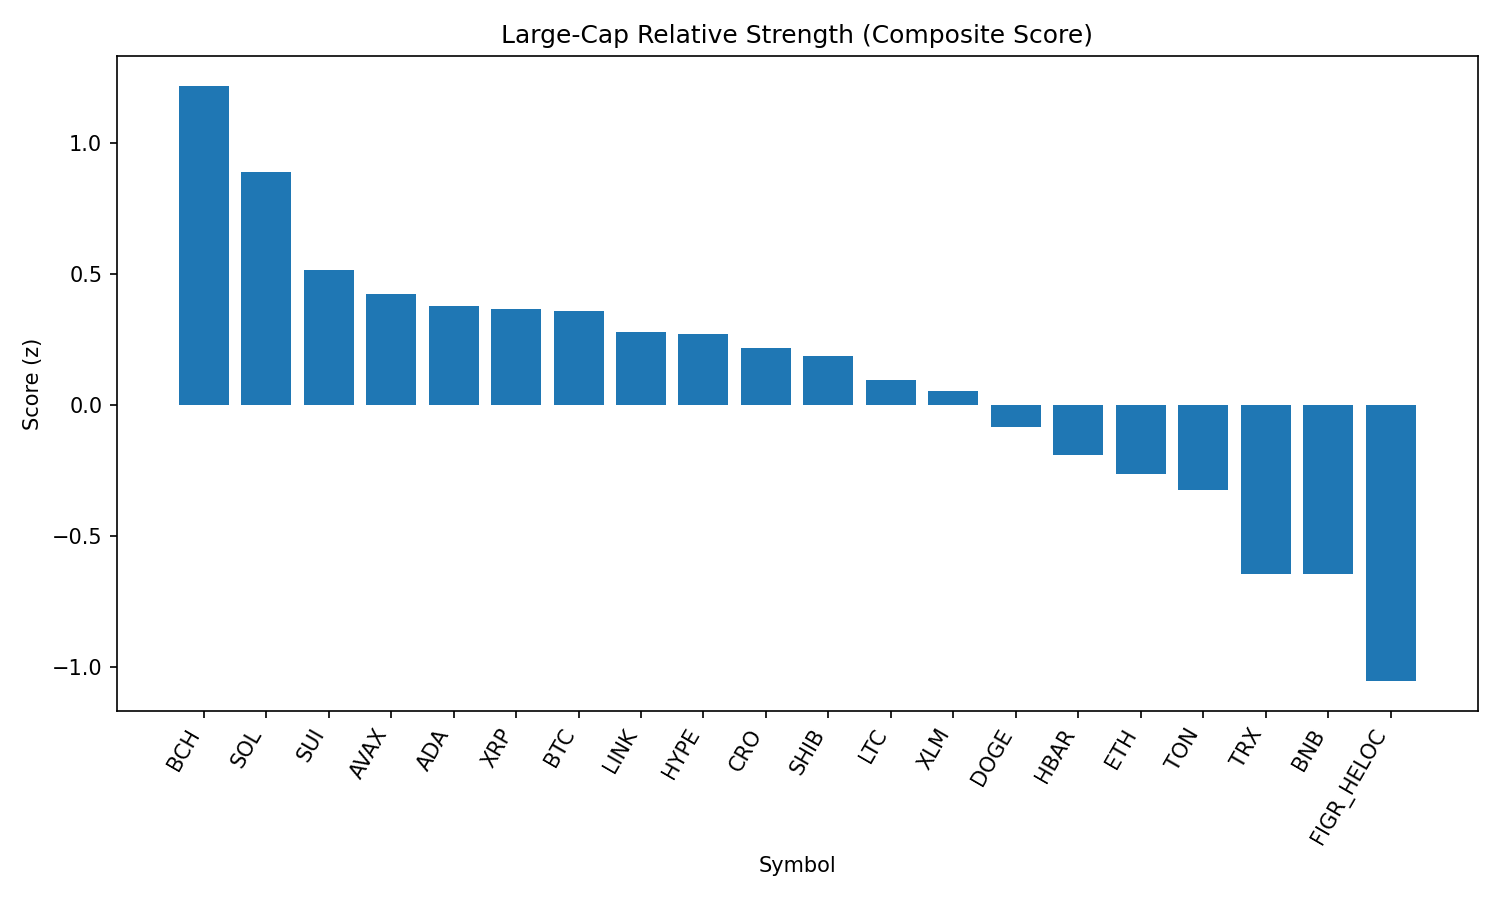 Large-Cap Relative Strength (Composite Score)
Score (z)
1.0
0.5
0.0
−0.5
−1.0
BCH
SOL
SUI
AVAX
ADA
XRP
BTC
LINK
HYPE
CRO
SHIB
LTC
XLM
DOGE
HBAR
ETH
TON
TRX
BNB
FIGR_HELOC
Symbol